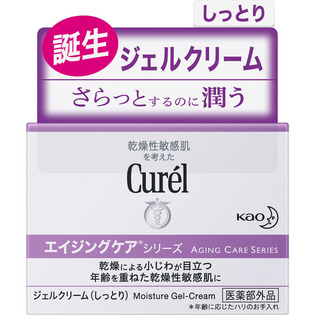 しっとり
誕生
ジェルクリーム
さらっとするのに潤う
乾燥性敏感肌
を考えた
Curél
Kao
エイジングケア*シリーズ AGING CARE SERIES
乾燥による小じわが目立つ
年齢を重ねた乾燥性敏感肌に
ジェルクリーム（しっとり） Moisture Gel-Cream 医薬部外品
*年齢に応じたハリのお手入れ